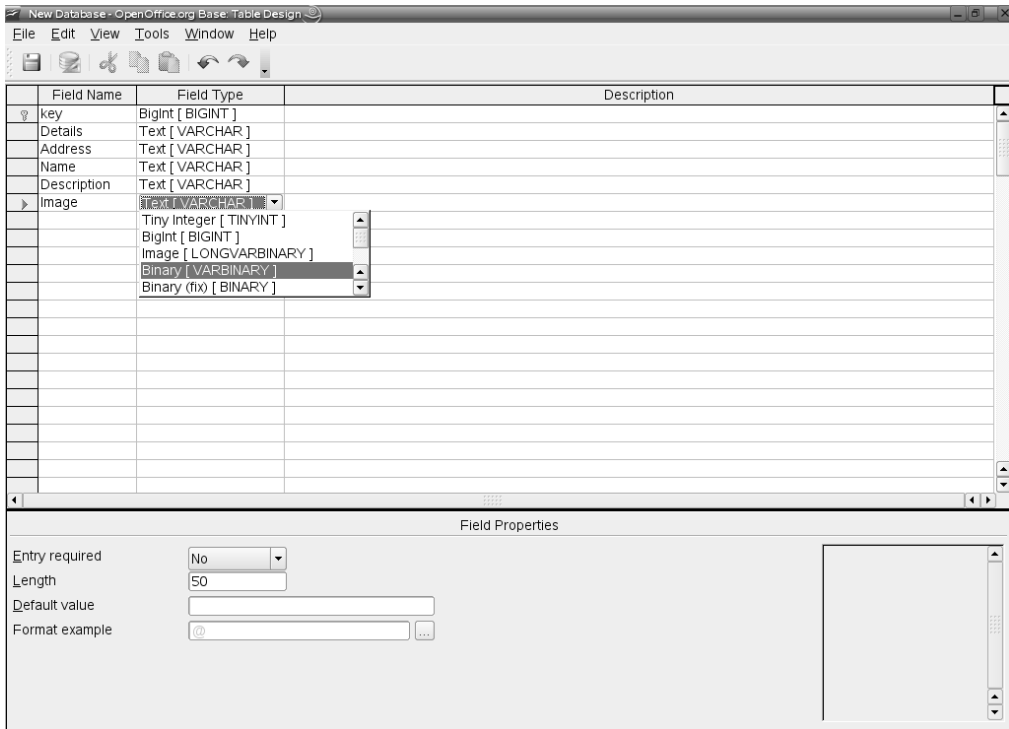 New Database - OpenOffice.org Base: Table Design
File Edit View Tools Window Help
Field Name Field Type Description
key BigInt [ BIGINT ]
Details Text [ VARCHAR ]
Address Text [ VARCHAR ]
Name Text [ VARCHAR ]
Description Text [ VARCHAR ]
Image Text [ VARCHAR ]
Tiny Integer [ TINYINT ]
BigInt [ BIGINT ]
Image [ LONGVARBINARY ]
Binary [ VARBINARY ]
Binary (fix) [ BINARY ]
Field Properties
Entry required No
Length 50
Default value
Format example @ ...